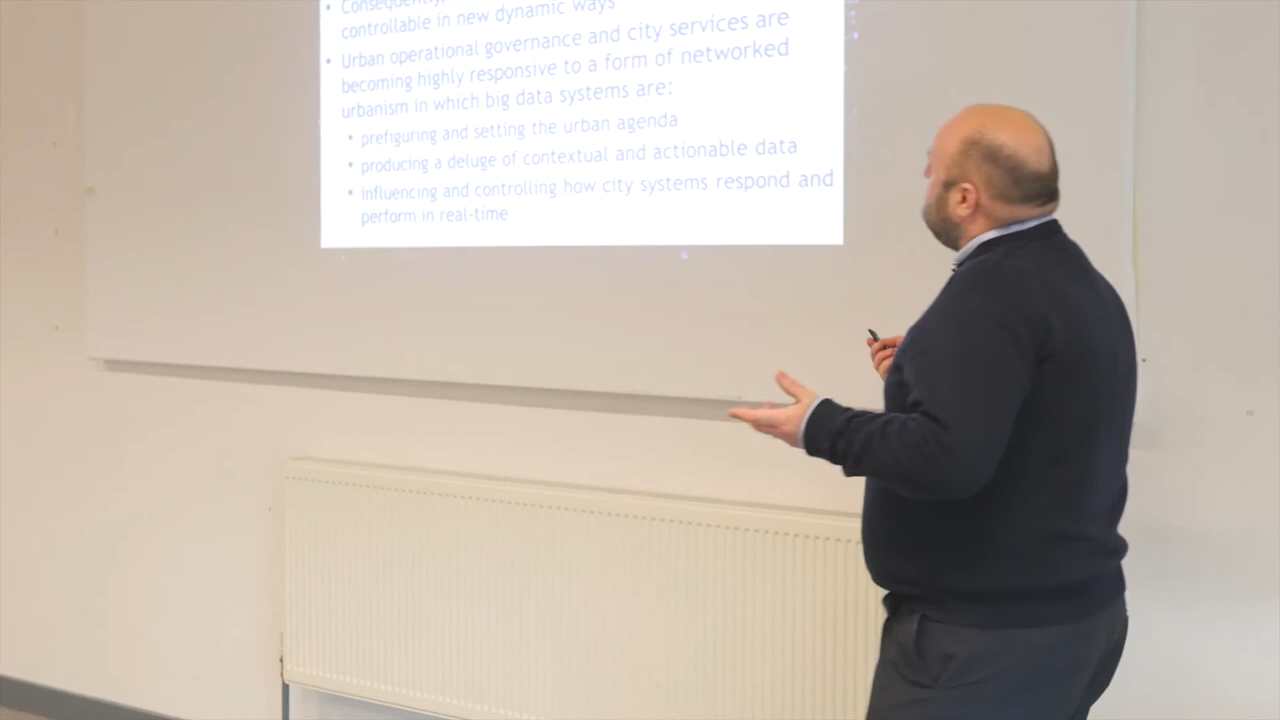 • Consequently,
controllable in new dynamic ways
• Urban operational governance and city services are
becoming highly responsive to a form of networked
urbanism in which big data systems are:
• prefiguring and setting the urban agenda
• producing a deluge of contextual and actionable data
• influencing and controlling how city systems respond and
perform in real-time